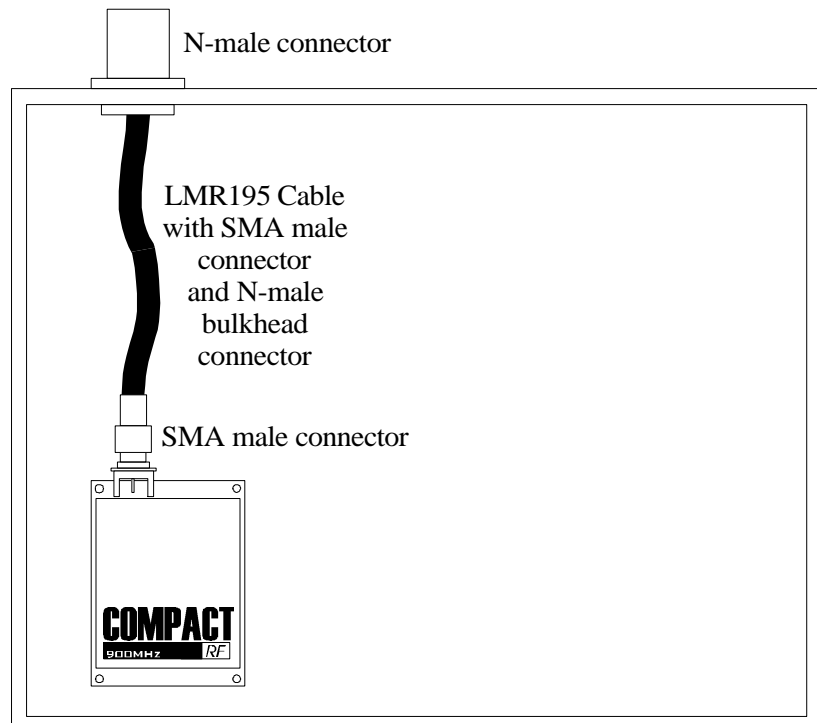 N-male connector
LMR195 Cable
with SMA male
connector
and N-male
bulkhead
connector
SMA male connector
COMPACT
900MHz RF